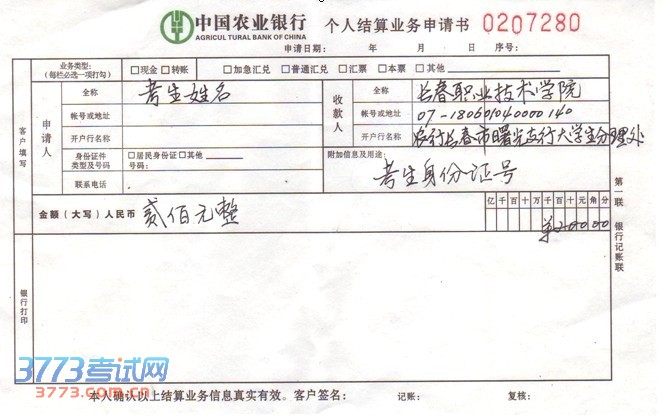 中国农业银行 个人结算业务申请书 0207280
AGRICULTURAL BANK OF CHINA
申请日期： 年 月 日 序号：
业务类型：
（每栏必选一项打勾）
□现金 □转账 □加急汇兑 □普通汇兑 □汇票 □本票 □其他
客户填写
申请人
全称 考生姓名
帐号或地址
开户行名称
身份证件
类型及号码
□居民身份证 □其他
号码：
联系电话
收款人
全称 长春职业技术学院
帐号或地址 07-180601040000140
开户行名称 农行长春市曙光支行大学生分理处
附加信息及用途：
考生身份证号
金额（大写）人民币 贰佰元整
亿千百十万千百十元角分
¥20000
第一联 银行记账联
银行打印
3773考试网
3773.com.cn
本人确认以上结算业务信息真实有效。客户签名： 记账： 复核：